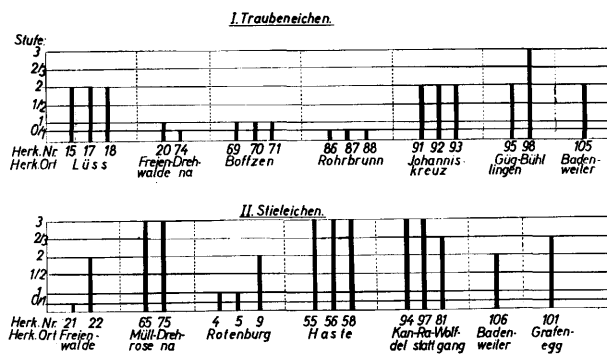 I. Traubeneichen.
Stufe:
3
2/3
2
1/2
1
0/1
Herk. Nr. 15 17 18 20 74 69 70 71 86 87 88 91 92 93 95 98 105
Herk. Ort Lüss Freien-walde Dreh-na Boffzen Rohrbrunn Johannis-kreuz Güg-lingen Bühl Baden-weiler
II. Stieleichen.
3
2/3
2
1/2
1
0/1
Herk. Nr. 21 22 65 75 4 5 9 55 56 58 94 97 81 106 101
Herk. Ort Freien-walde Müll-rose Dreh-na Rotenburg Haste Kan-del Ra-statt Wolf-gang Baden-weiler Grafen-egg